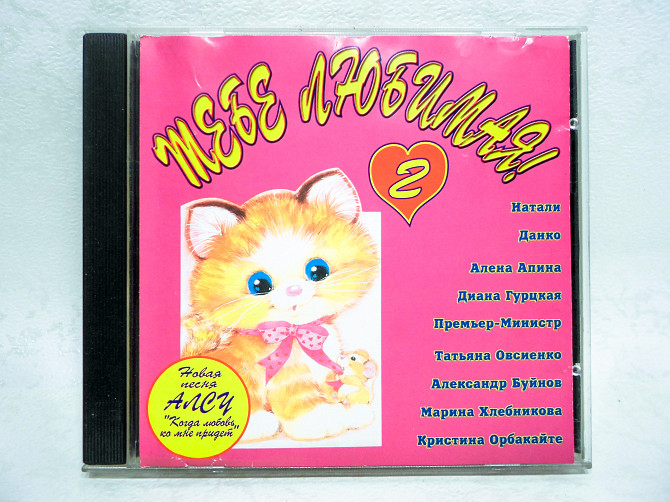 ТЕБЕ ЛЮБИМАЯ!
2
Натали
Данко
Алена Апина
Диана Гурцкая
Премьер-Министр
Татьяна Овсиенко
Александр Буйнов
Марина Хлебникова
Кристина Орбакайте
Новая
песня
АЛСУ
"Когда любовь,
ко мне придет"